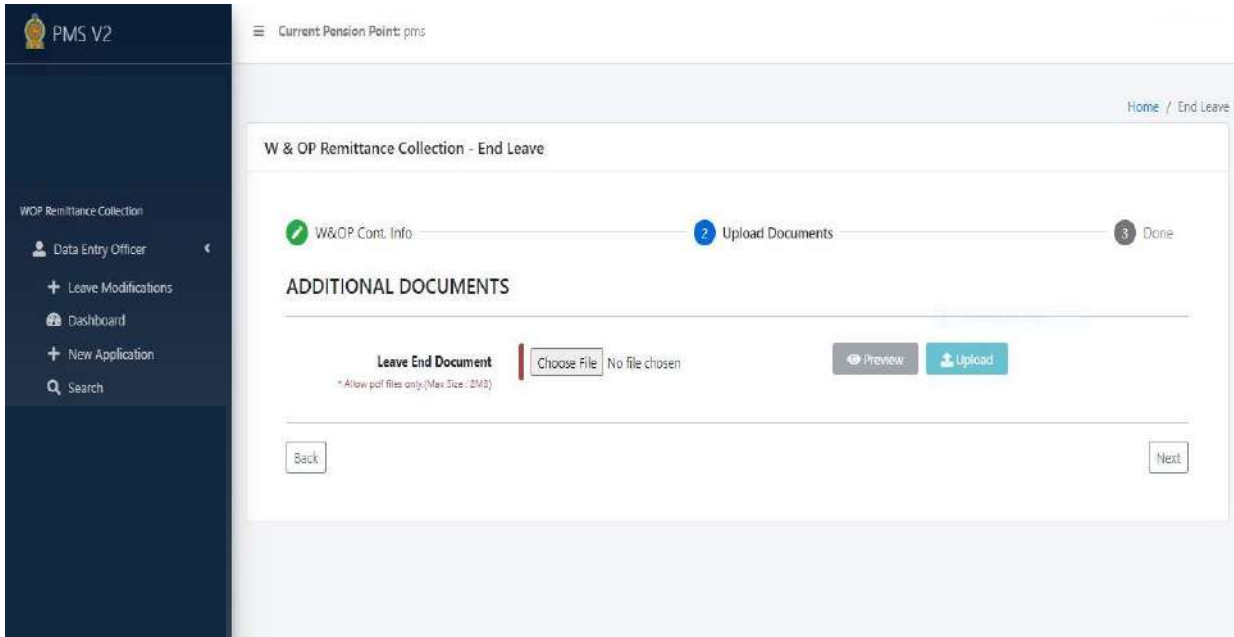 PMS V2
Current Pension Point: pms
Home / End Leave
W & OP Remittance Collection - End Leave
WOP Remittance Collection
Data Entry Officer
Leave Modifications
Dashboard
New Application
Search
W&OP Cont. Info
2 Upload Documents
3 Done
ADDITIONAL DOCUMENTS
Leave End Document
* Allow pdf files only.(Max Size : 2MB)
Choose File No file chosen
Preview
Upload
Back
Next